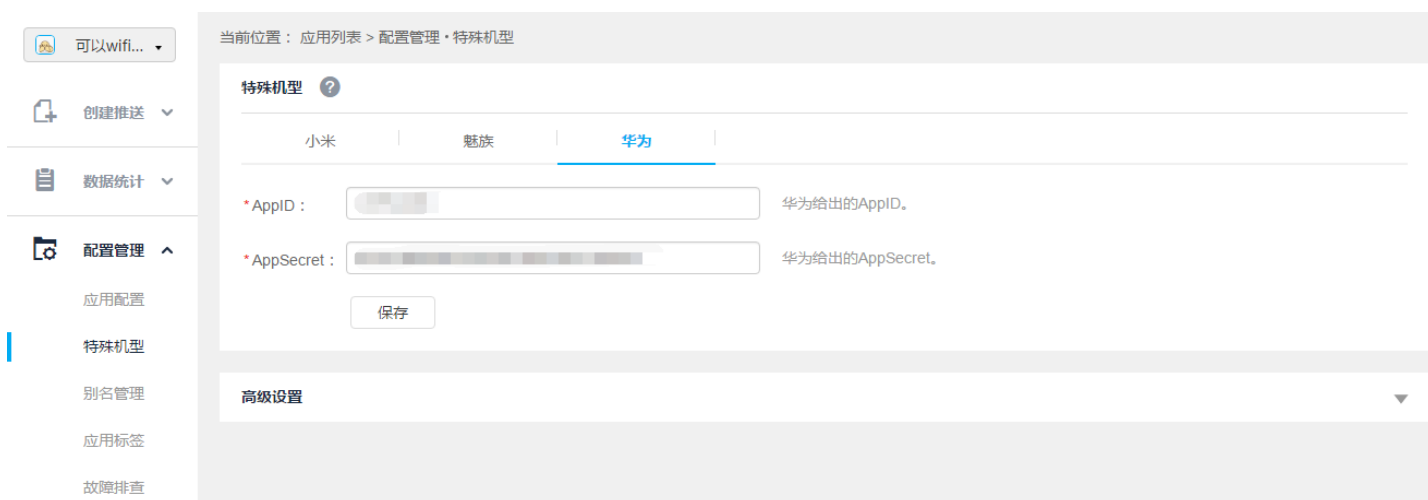 可以wifi...
创建推送
数据统计
配置管理
应用配置
特殊机型
别名管理
应用标签
故障排查
当前位置： 应用列表 > 配置管理 · 特殊机型
特殊机型 ?
小米 魅族 华为
* AppID： 华为给出的AppID。
* AppSecret： 华为给出的AppSecret。
保存
高级设置